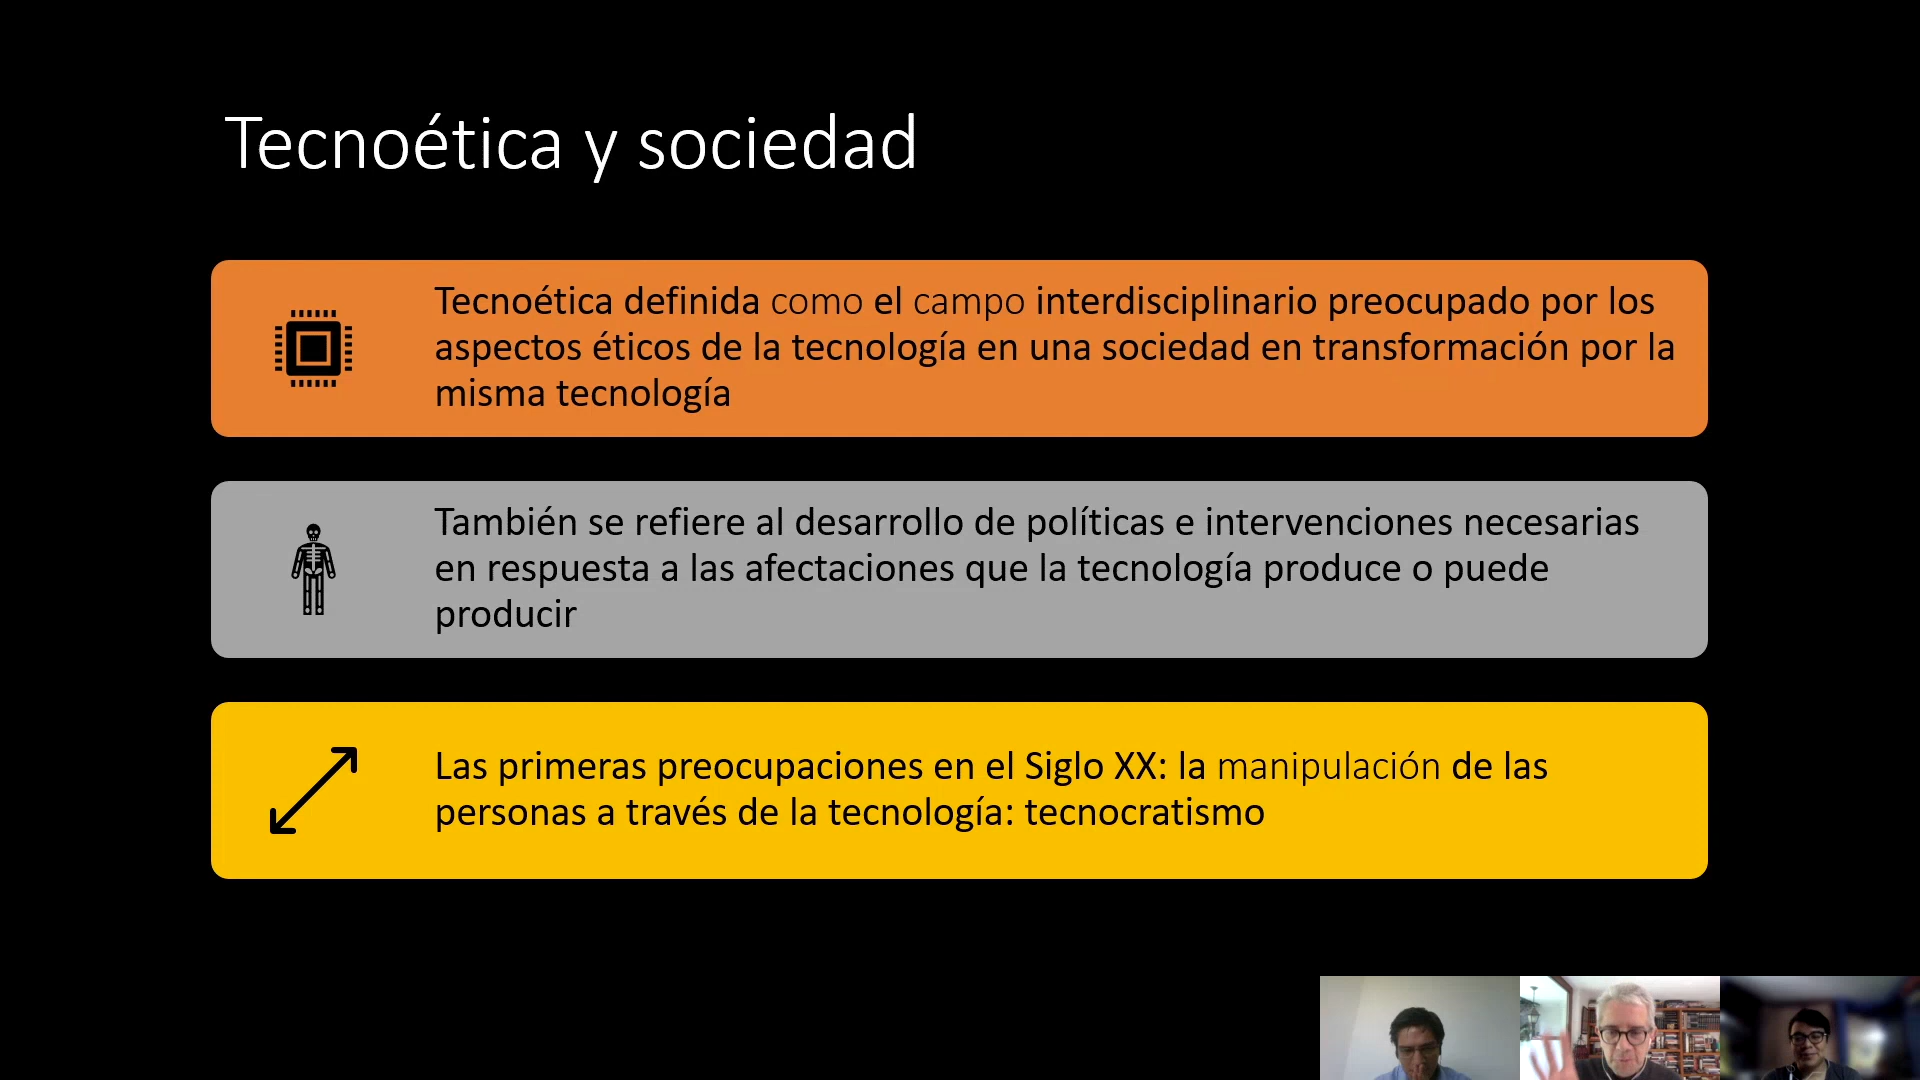 Tecnoética y sociedad
Tecnoética definida como el campo interdisciplinario preocupado por los
aspectos éticos de la tecnología en una sociedad en transformación por la
misma tecnología
También se refiere al desarrollo de políticas e intervenciones necesarias
en respuesta a las afectaciones que la tecnología produce o puede
producir
Las primeras preocupaciones en el Siglo XX: la manipulación de las
personas a través de la tecnología: tecnocratismo